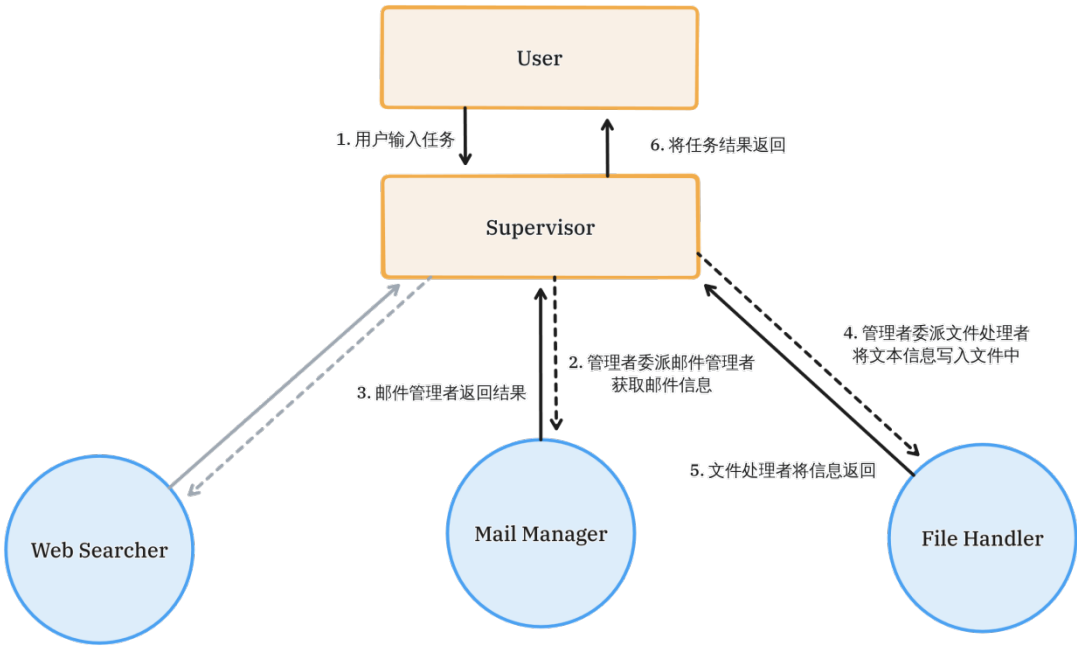 User
1. 用户输入任务
6. 将任务结果返回
Supervisor
4. 管理者委派文件处理者
将文本信息写入文件中
2. 管理者委派邮件管理者
获取邮件信息
3. 邮件管理者返回结果
5. 文件处理者将信息返回
Web Searcher
Mail Manager
File Handler